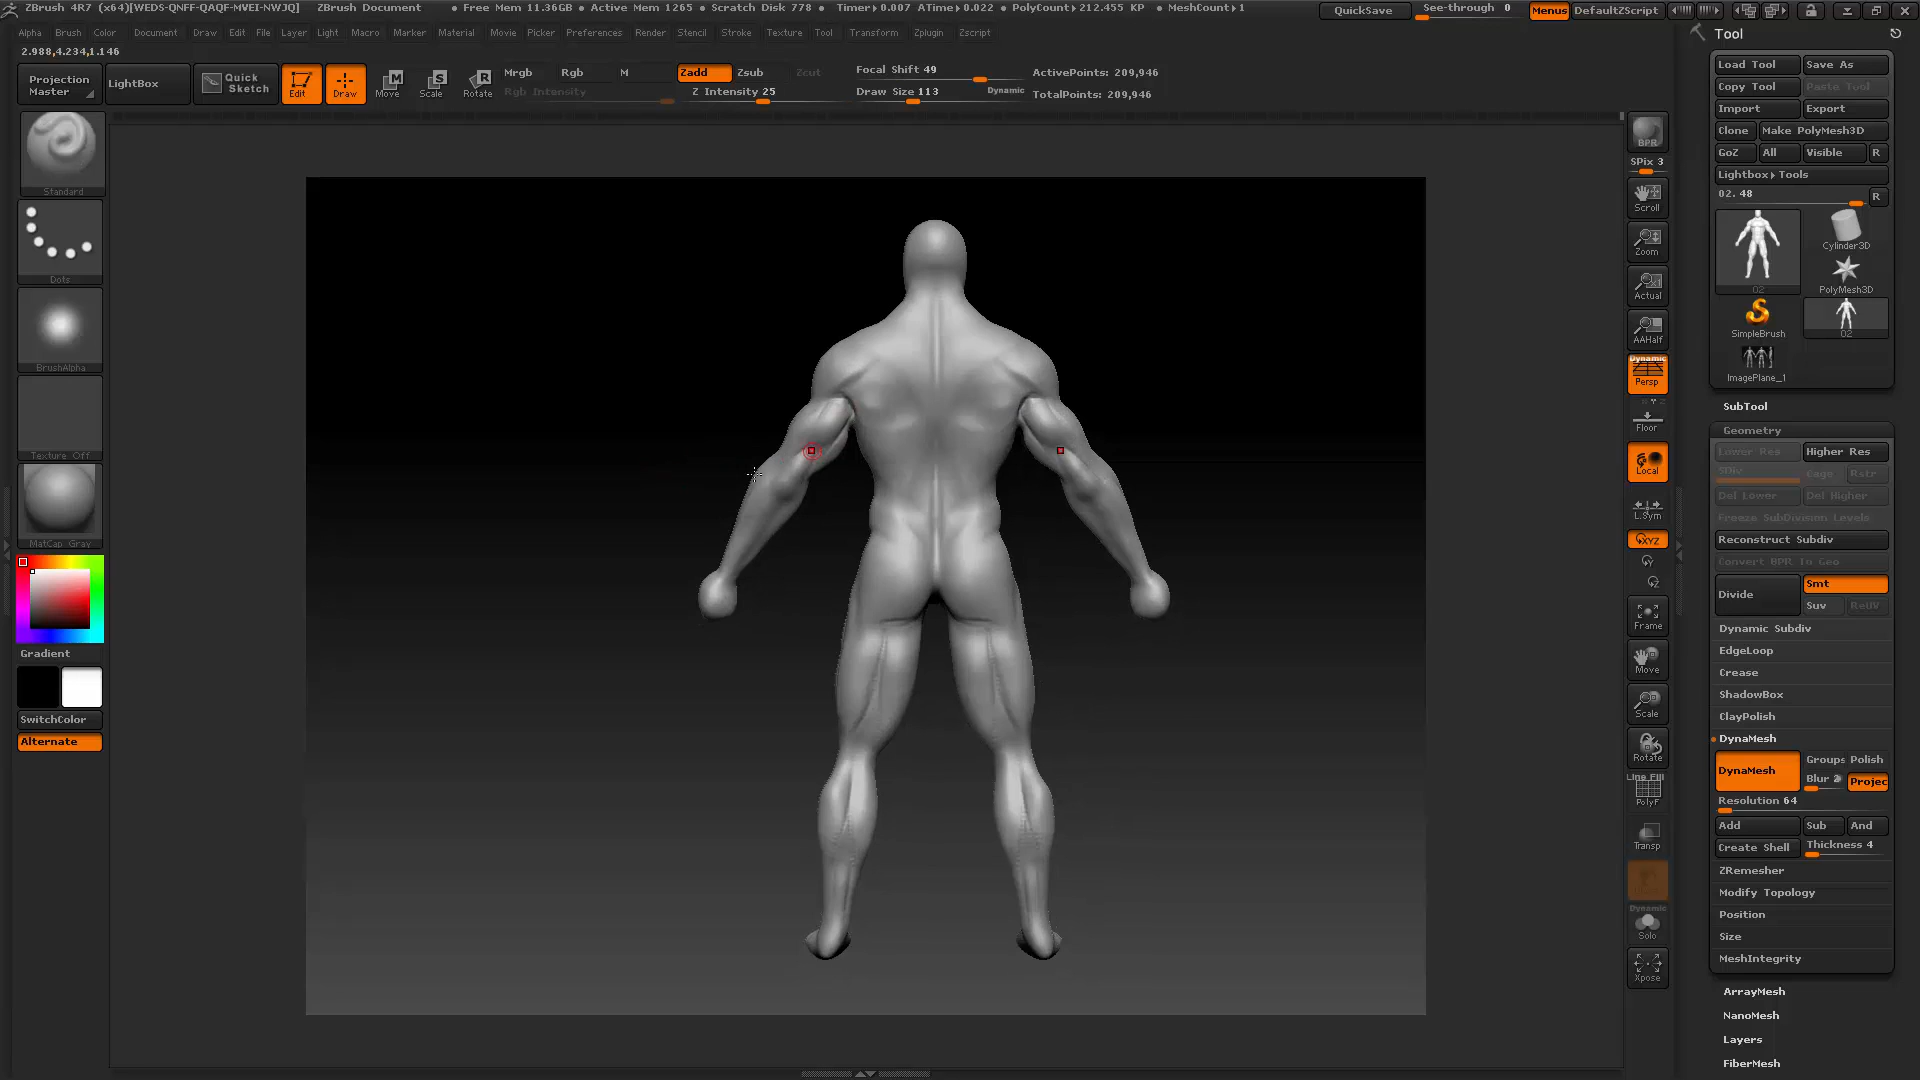 ZBrush 4R7 (x64)[WEDS-QNFF-QAQF-MVEI-NWJQ] ZBrush Document • Free Mem 11.36GB • Active Mem 1265 • Scratch Disk 778 • Timer▸0.007 ATime▸0.022 • PolyCount▸212.455 KP • MeshCount▸1 QuickSave See-through 0 Menus DefaultZScript
Alpha Brush Color Document Draw Edit File Layer Light Macro Marker Material Movie Picker Preferences Render Stencil Stroke Texture Tool Transform Zplugin Zscript
2.988,4.234,1.146
Projection Master
LightBox
Quick Sketch
Edit
Draw
Move
Scale
Rotate
Mrgb Rgb M
Rgb Intensity
Zadd Zsub Zcut
Z Intensity 25
Focal Shift 49
Draw Size 113 Dynamic
ActivePoints: 209,946
TotalPoints: 209,946
Standard
Dots
BrushAlpha
Texture Off
MatCap Gray
Gradient
SwitchColor
Alternate
BPR
SPix 3
Scroll
Zoom
Actual
AAHalf
Dynamic
Persp
Floor
Local
L.Sym
XYZ
Y
Z
Frame
Move
Scale
Rotate
Line Fill
PolyF
Transp
Dynamic
Solo
Xpose
Tool
Load Tool Save As
Copy Tool Paste Tool
Import Export
Clone Make PolyMesh3D
GoZ All Visible R
Lightbox▸Tools
02. 48 R
Cylinder3D
02 PolyMesh3D
SimpleBrush 02
ImagePlane_1
SubTool
Geometry
Lower Res Higher Res
SDiv Cage Rstr
Del Lower Del Higher
Freeze SubDivision Levels
Reconstruct Subdiv
Convert BPR To Geo
Divide Smt
Suv ReUV
Dynamic Subdiv
EdgeLoop
Crease
ShadowBox
ClayPolish
DynaMesh
DynaMesh Groups Polish
Blur 2 Projec
Resolution 64
Add Sub And
Create Shell Thickness 4
ZRemesher
Modify Topology
Position
Size
MeshIntegrity
ArrayMesh
NanoMesh
Layers
FiberMesh